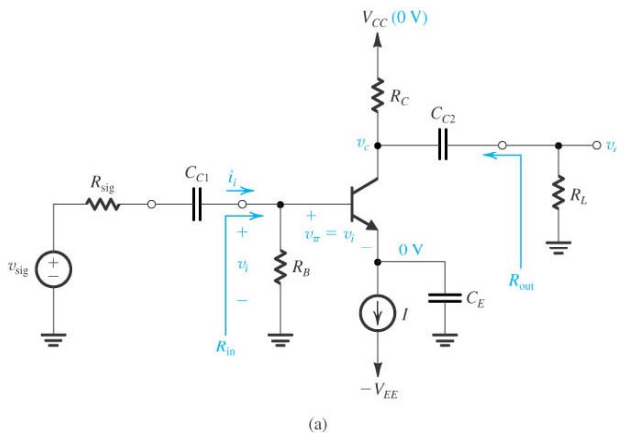 V_CC (0 V)
R_C
C_C2
v_c
R_sig
C_C1
i_i
R_L
+
v_π = v_i
−
0 V
+
v_i
−
R_B
v_sig
+
−
I
C_E
R_out
R_in
−V_EE
(a)